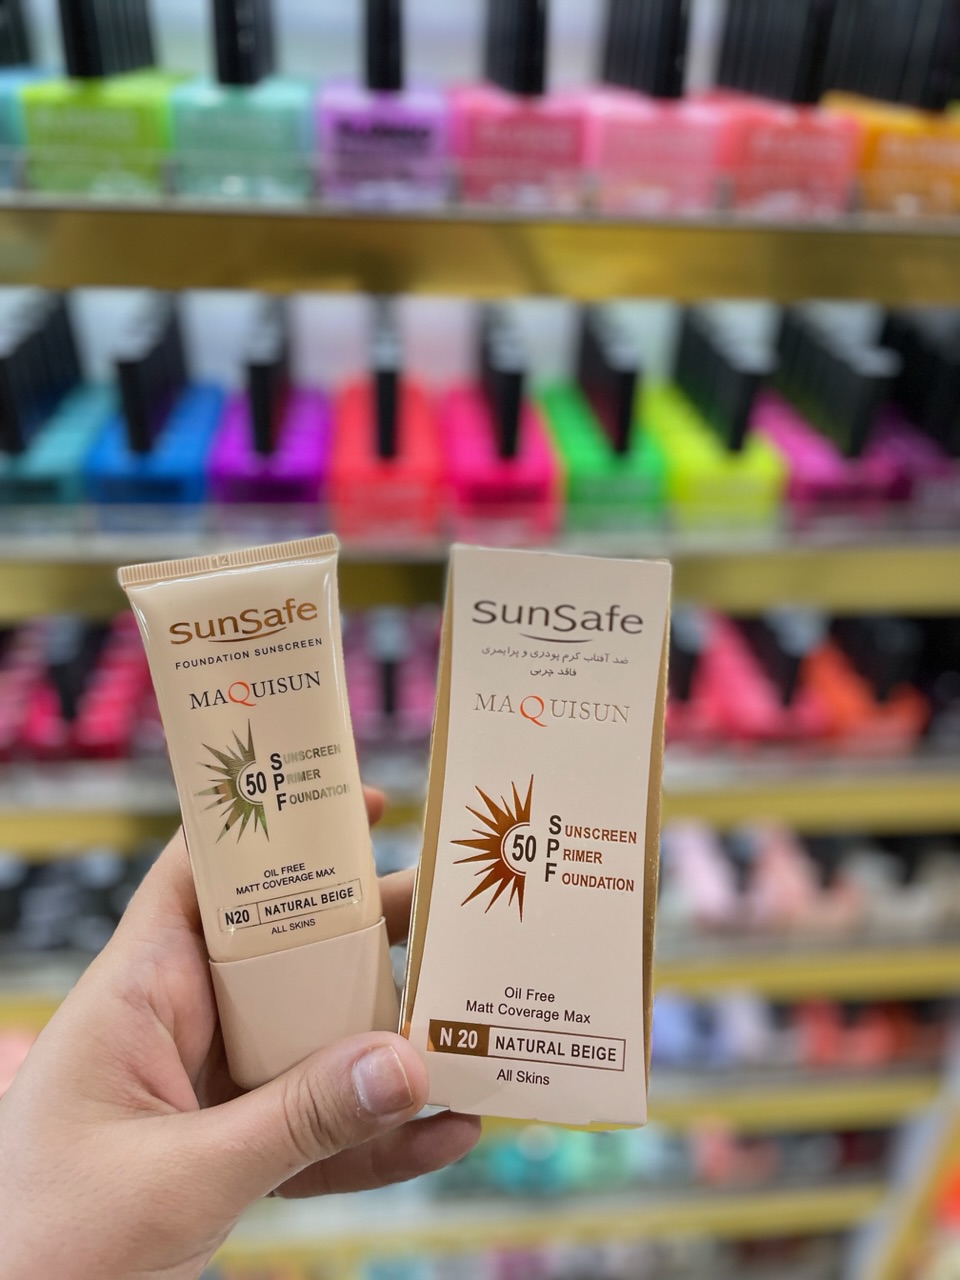 SunSafe
FOUNDATION SUNSCREEN
MAQUISUN
50
SUNSCREEN
PRIMER
FOUNDATION
OIL FREE
MATT COVERAGE MAX
N20 NATURAL BEIGE
ALL SKINS
SunSafe
ضد آفتاب کرم پودری و پرایمری
فاقد چربی
MAQUISUN
50
SUNSCREEN
PRIMER
FOUNDATION
Oil Free
Matt Coverage Max
N 20 NATURAL BEIGE
All Skins